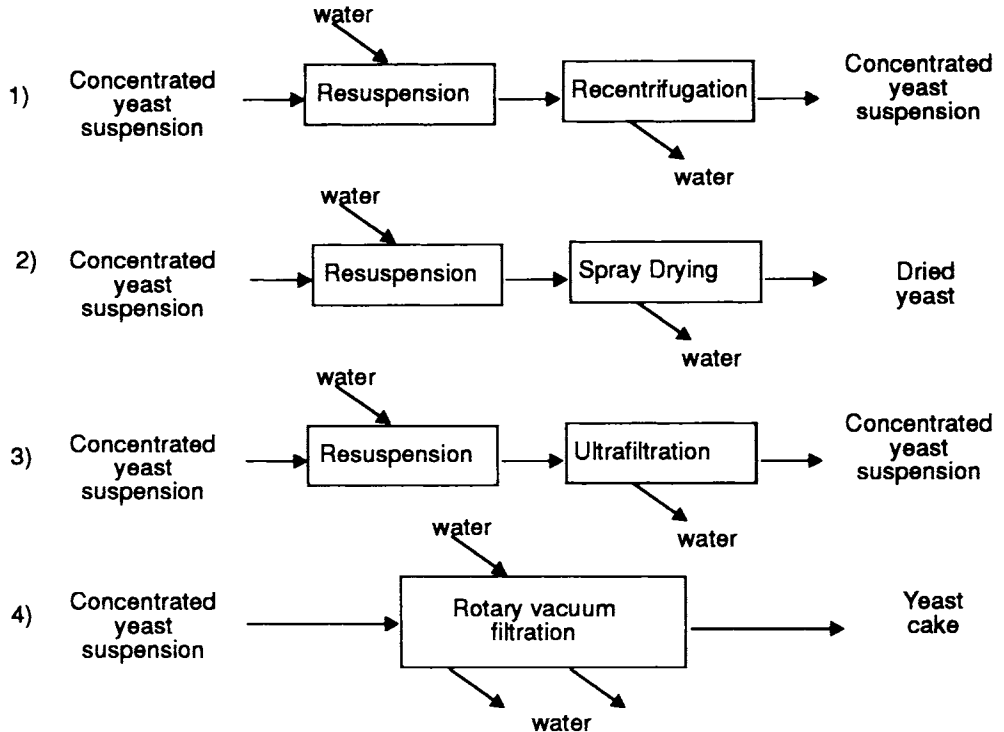 water
1)
Concentrated
yeast
suspension
Resuspension
Recentrifugation
Concentrated
yeast
suspension
water
water
2)
Concentrated
yeast
suspension
Resuspension
Spray Drying
Dried
yeast
water
water
3)
Concentrated
yeast
suspension
Resuspension
Ultrafiltration
Concentrated
yeast
suspension
water
water
4)
Concentrated
yeast
suspension
Rotary vacuum
filtration
Yeast
cake
water